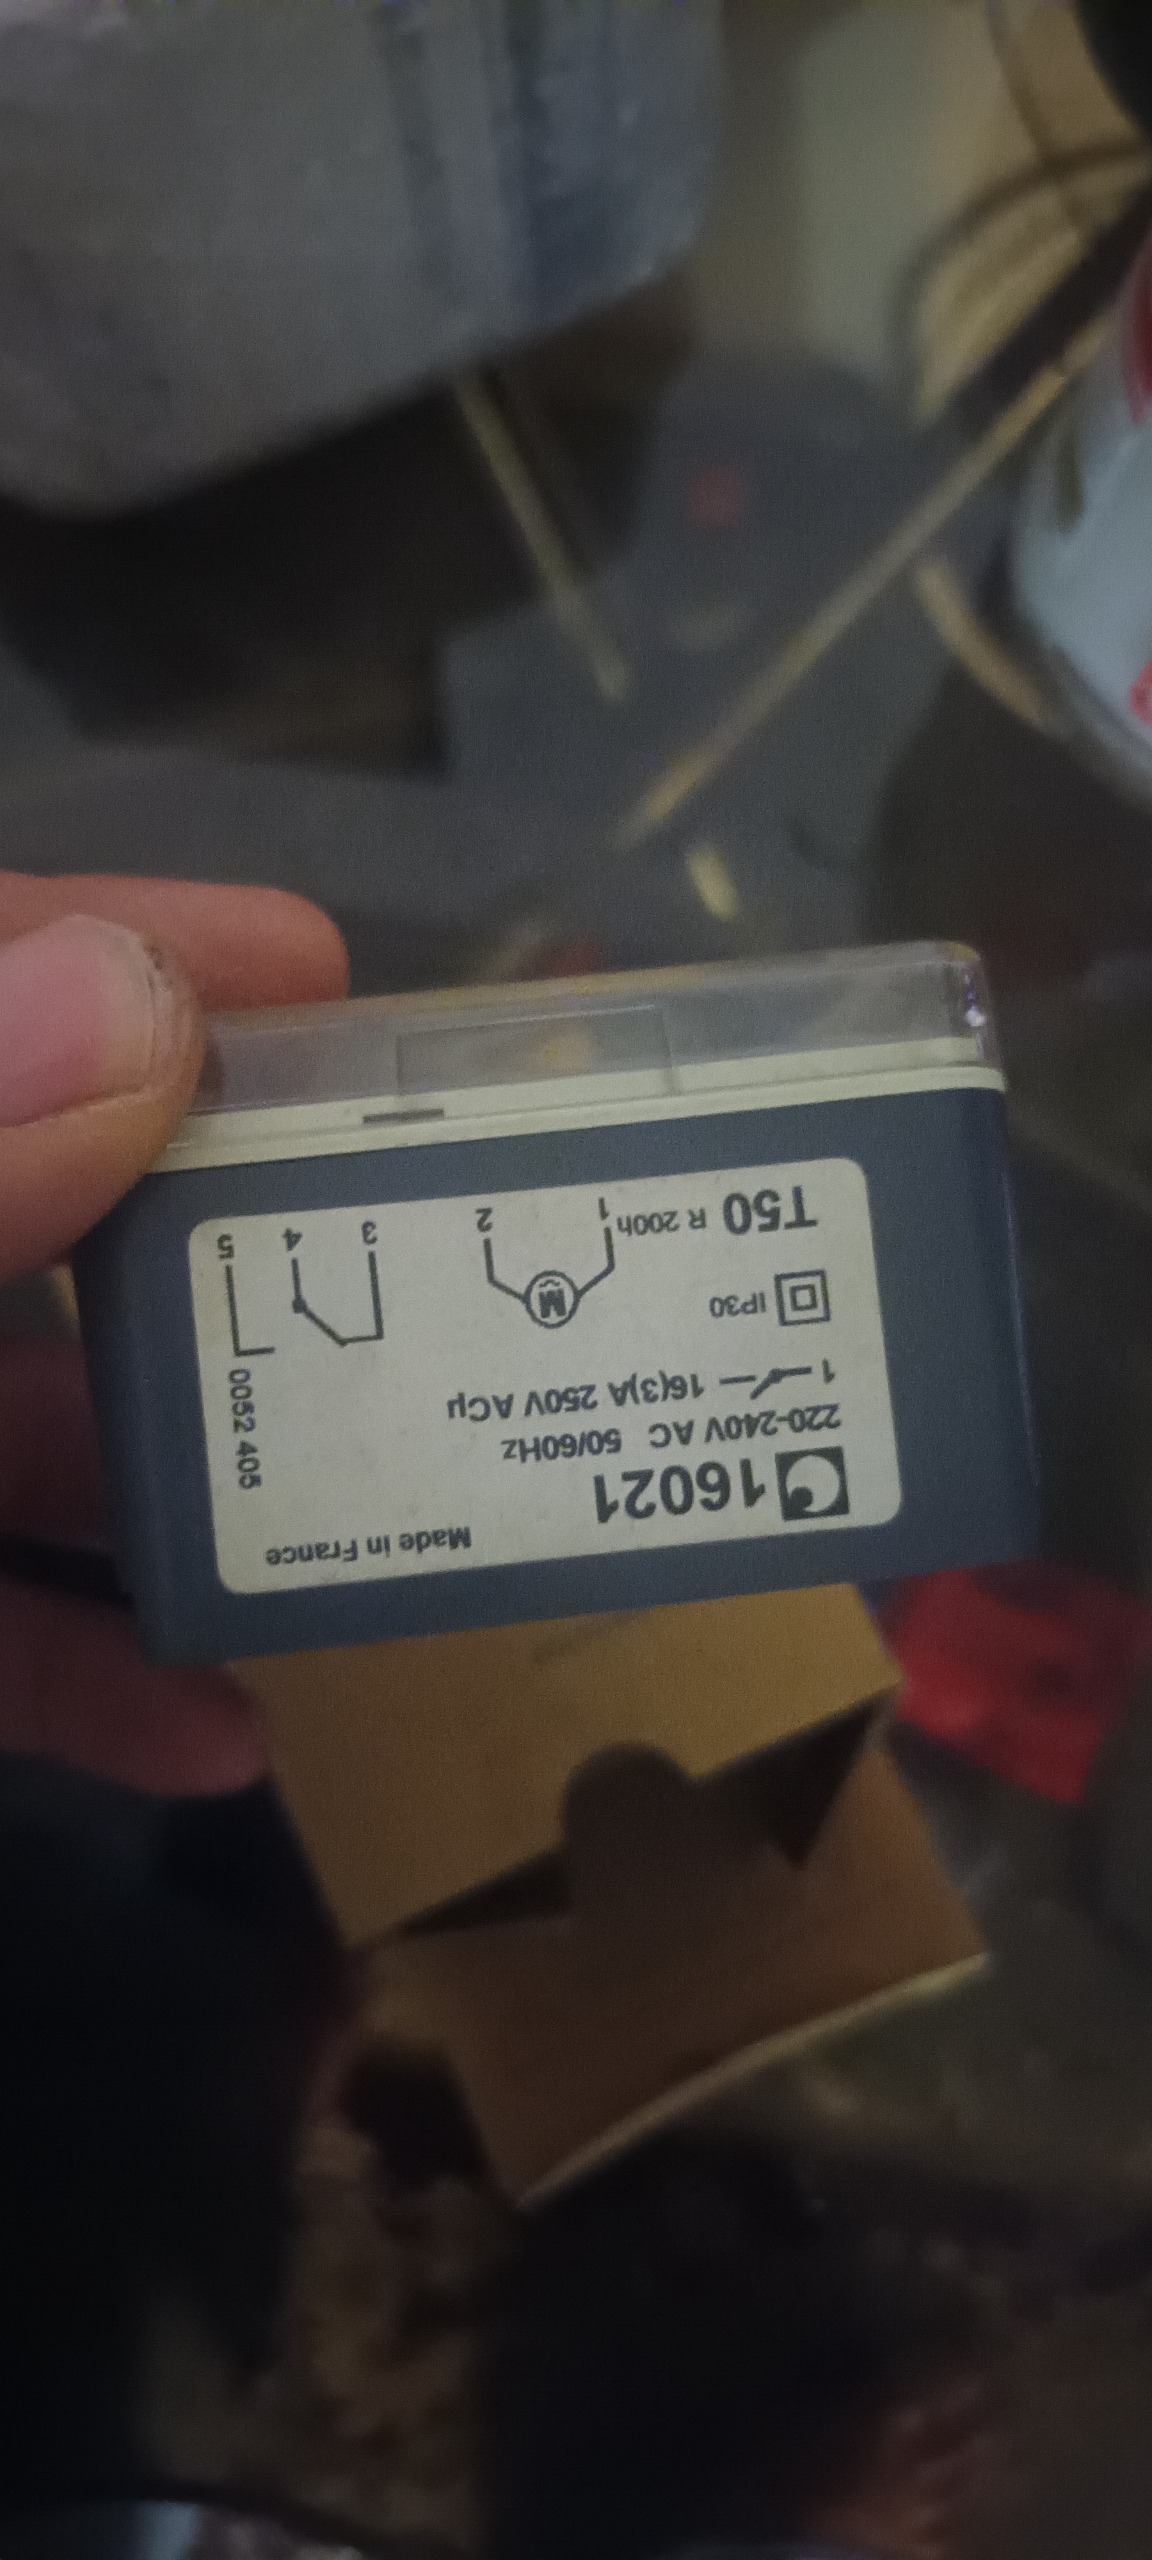 16021 Made in France
220-240V AC 50/60Hz
1 16(3)A 250V ACµ
0052 405
IP30
M
T50 R 200h 1 2 3 4 5